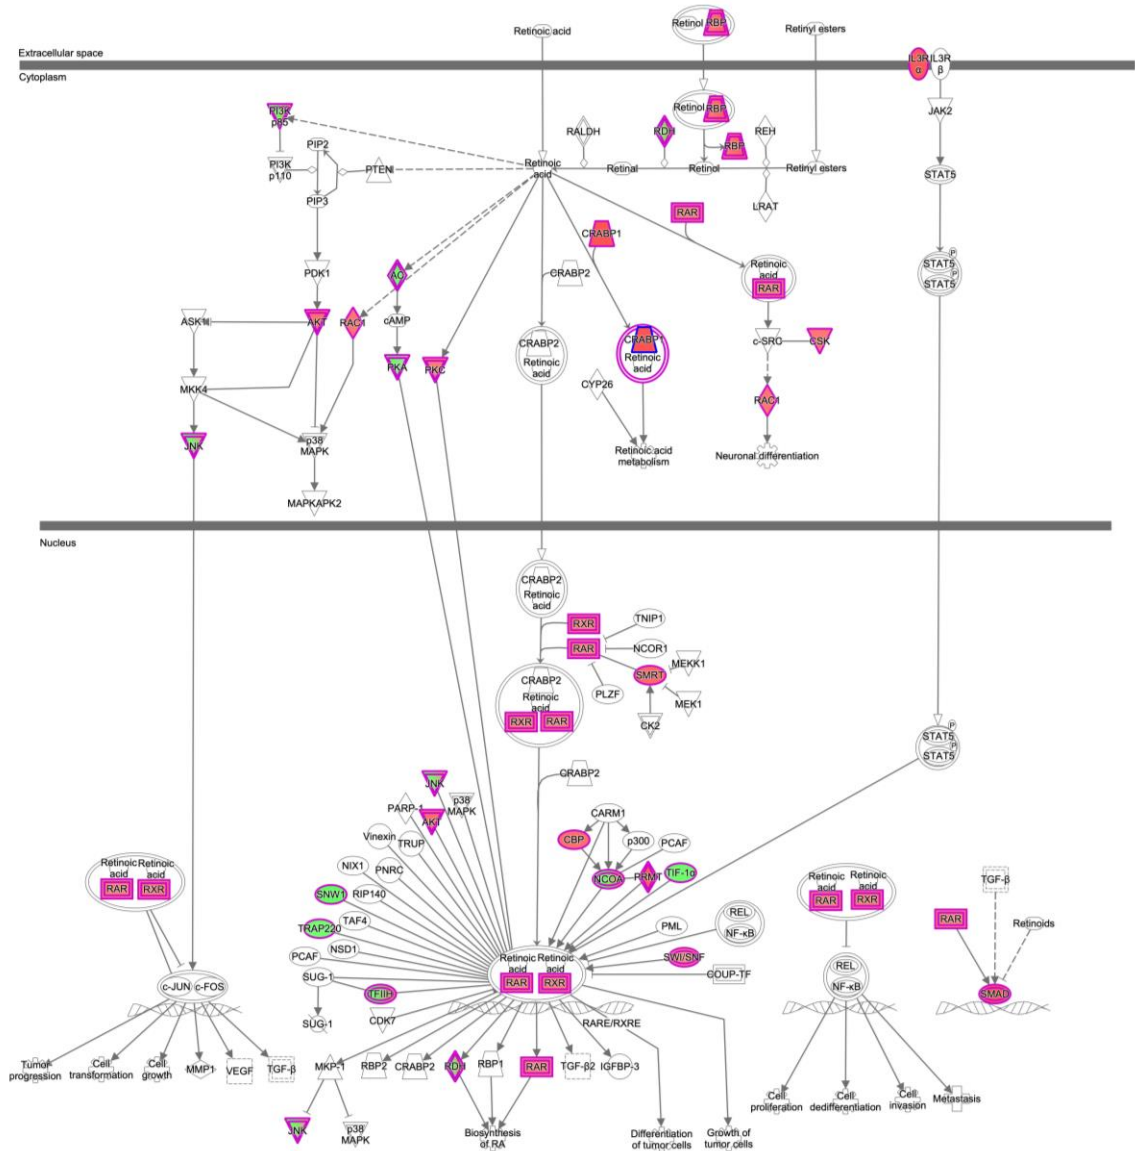 Retinoic acid
Retinol RBP
Retinyl esters
Extracellular space
Cytoplasm
IL3R
α
IL3R
β
PI3K
p85
Retinol RBP
JAK2
RALDH
RDH
REH
RBP
PIP2
PI3K
p110
PTEN
Retinoic
acid
Retinal
Retinol
Retinyl esters
STAT5
PIP3
LRAT
RAR
CRABP1
PDK1
AC
CRABP2
Retinoic
acid
RAR
STAT5
P
STAT5
P
ASK1
AKT
RAC1
cAMP
CRABP2
Retinoic
acid
CRABP1
Retinoic
acid
c-SRC
CSK
MKK4
PKA
PKC
CYP26
RAC1
JNK
p38
MAPK
Retinoic acid
metabolism
Neuronal differentiation
MAPKAPK2
Nucleus
CRABP2
Retinoic
acid
RXR
TNIP1
RAR
NCOR1
SMRT
MEKK1
CRABP2
Retinoic
acid
RXR
RAR
PLZF
MEK1
CK2
STAT5
P
STAT5
P
JNK
CRABP2
PARP-1
p38
MAPK
AKT
CARM1
Vinexin
TRUP
CBP
p300
PCAF
NIX1
PNRC
NCOA
PRMT
TIF-1α
Retinoic
acid
Retinoic
acid
RAR
RXR
SNW1
RIP140
TRAP220
TAF4
NSD1
PML
REL
NF-κB
PCAF
SUG-1
Retinoic
acid
Retinoic
acid
RAR
RXR
SWI/SNF
COUP-TF
TFIIH
CDK7
SUG-1
RARE/RXRE
c-JUN
c-FOS
Retinoic
acid
Retinoic
acid
RAR
RXR
REL
NF-κB
TGF-β
RAR
Retinoids
SMAD
Tumor
progression
Cell
transformation
Cell
growth
MMP1
VEGF
TGF-β
MKP-1
RBP2
CRABP2
RDH
RBP1
RAR
TGF-β2
IGFBP-3
JNK
p38
MAPK
Biosynthesis
of RA
Differentiation
of tumor cells
Growth of
tumor cells
Cell
proliferation
Cell
dedifferentiation
Cell
invasion
Metastasis